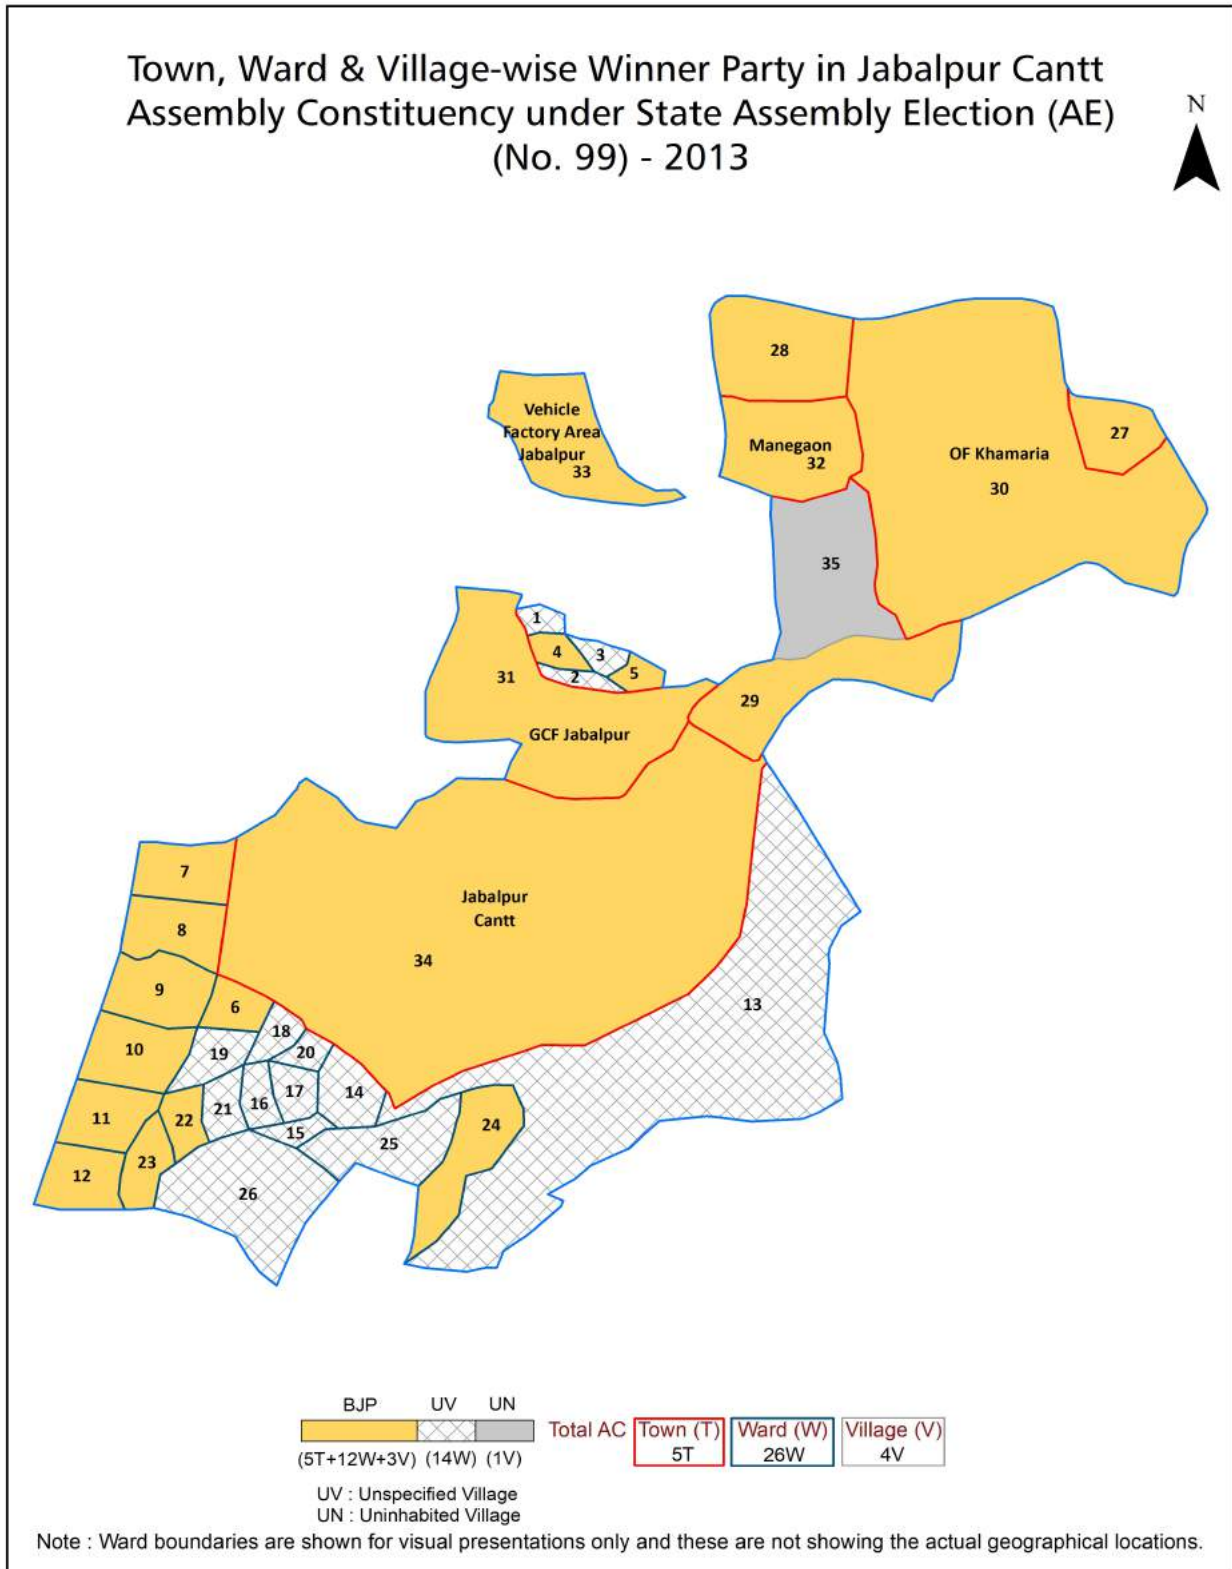 Town, Ward & Village-wise Winner Party in Jabalpur Cantt
Assembly Constituency under State Assembly Election (AE)
(No. 99) - 2013
N
28
Vehicle
Factory Area
Jabalpur
33
Manegaon
32
OF Khamaria
30
27
35
1
4
3
2
5
31
GCF Jabalpur
29
7
8
Jabalpur
Cantt
34
9
6
13
18
10
19
20
14
17
16
21
11
22
15
25
24
23
12
26
BJP UV UN
Total AC Town (T) Ward (W) Village (V)
5T 26W 4V
(5T+12W+3V) (14W) (1V)
UV : Unspecified Village
UN : Uninhabited Village
Note : Ward boundaries are shown for visual presentations only and these are not showing the actual geographical locations.